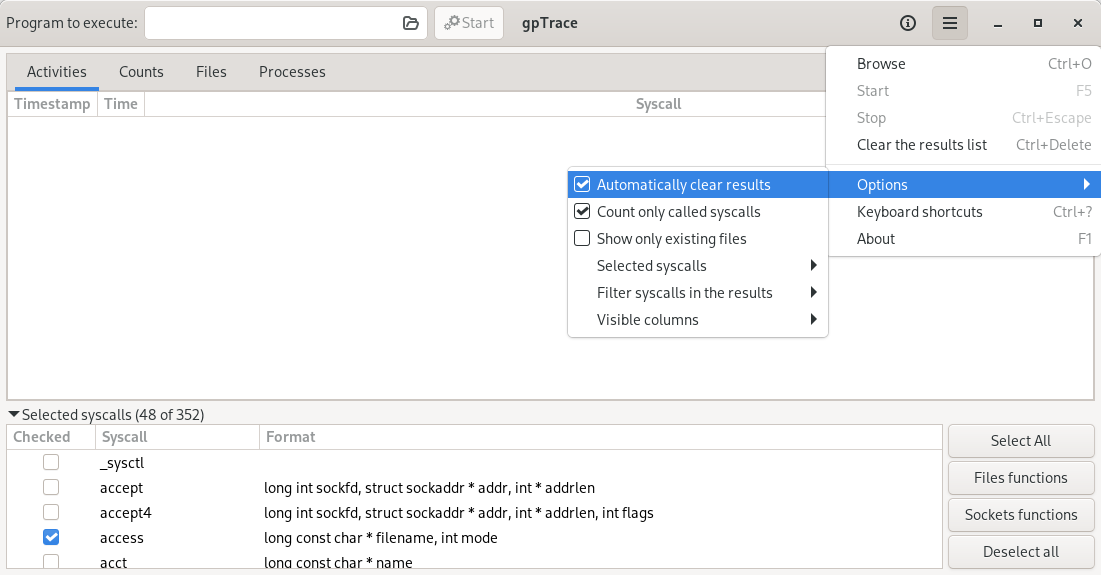 Program to execute: Start gpTrace
Activities Counts Files Processes
Timestamp Time Syscall
Browse Ctrl+O
Start F5
Stop Ctrl+Escape
Clear the results list Ctrl+Delete
Options
Keyboard shortcuts Ctrl+?
About F1
Automatically clear results
Count only called syscalls
Show only existing files
Selected syscalls
Filter syscalls in the results
Visible columns
Selected syscalls (48 of 352)
Checked Syscall Format
_sysctl
accept long int sockfd, struct sockaddr * addr, int * addrlen
accept4 long int sockfd, struct sockaddr * addr, int * addrlen, int flags
access long const char * filename, int mode
acct long const char * name
Select All
Files functions
Sockets functions
Deselect all